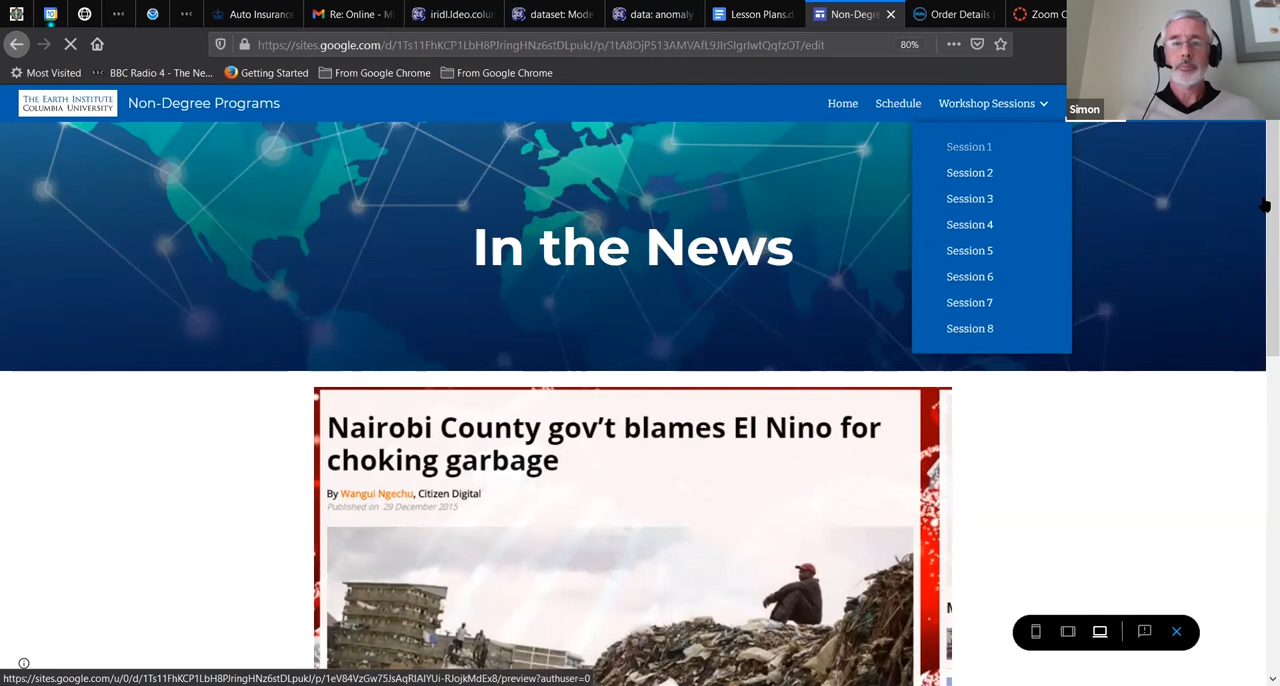 10
Auto Insurance
Re: Online - M
iridl.ldeo.colum
dataset: Mode
data: anomaly
Lesson Plans.d
Non-Degre
Order Details
Zoom C
https://sites.google.com/d/1Ts11FhKCP1LbH8PJringHNz6stDLpukJ/p/1tA8OjP513AMVAfL9JIrSIgrIw1QqfzOT/edit
80%
Most Visited
BBC Radio 4 - The Ne...
Getting Started
From Google Chrome
From Google Chrome
THE EARTH INSTITUTE
COLUMBIA UNIVERSITY
Non-Degree Programs
Home
Schedule
Workshop Sessions
Simon
Session 1
Session 2
Session 3
Session 4
Session 5
Session 6
Session 7
Session 8
In the News
Nairobi County gov't blames El Nino for
choking garbage
By Wangui Ngechu, Citizen Digital
Published on 29 December 2015
M
https://sites.google.com/u/0/d/1Ts11FhKCP1LbH8PJringHNz6stDLpukJ/p/1eV84VzGw75JsAqRIAIYUi-RJojkMdEx8/preview?authuser=0